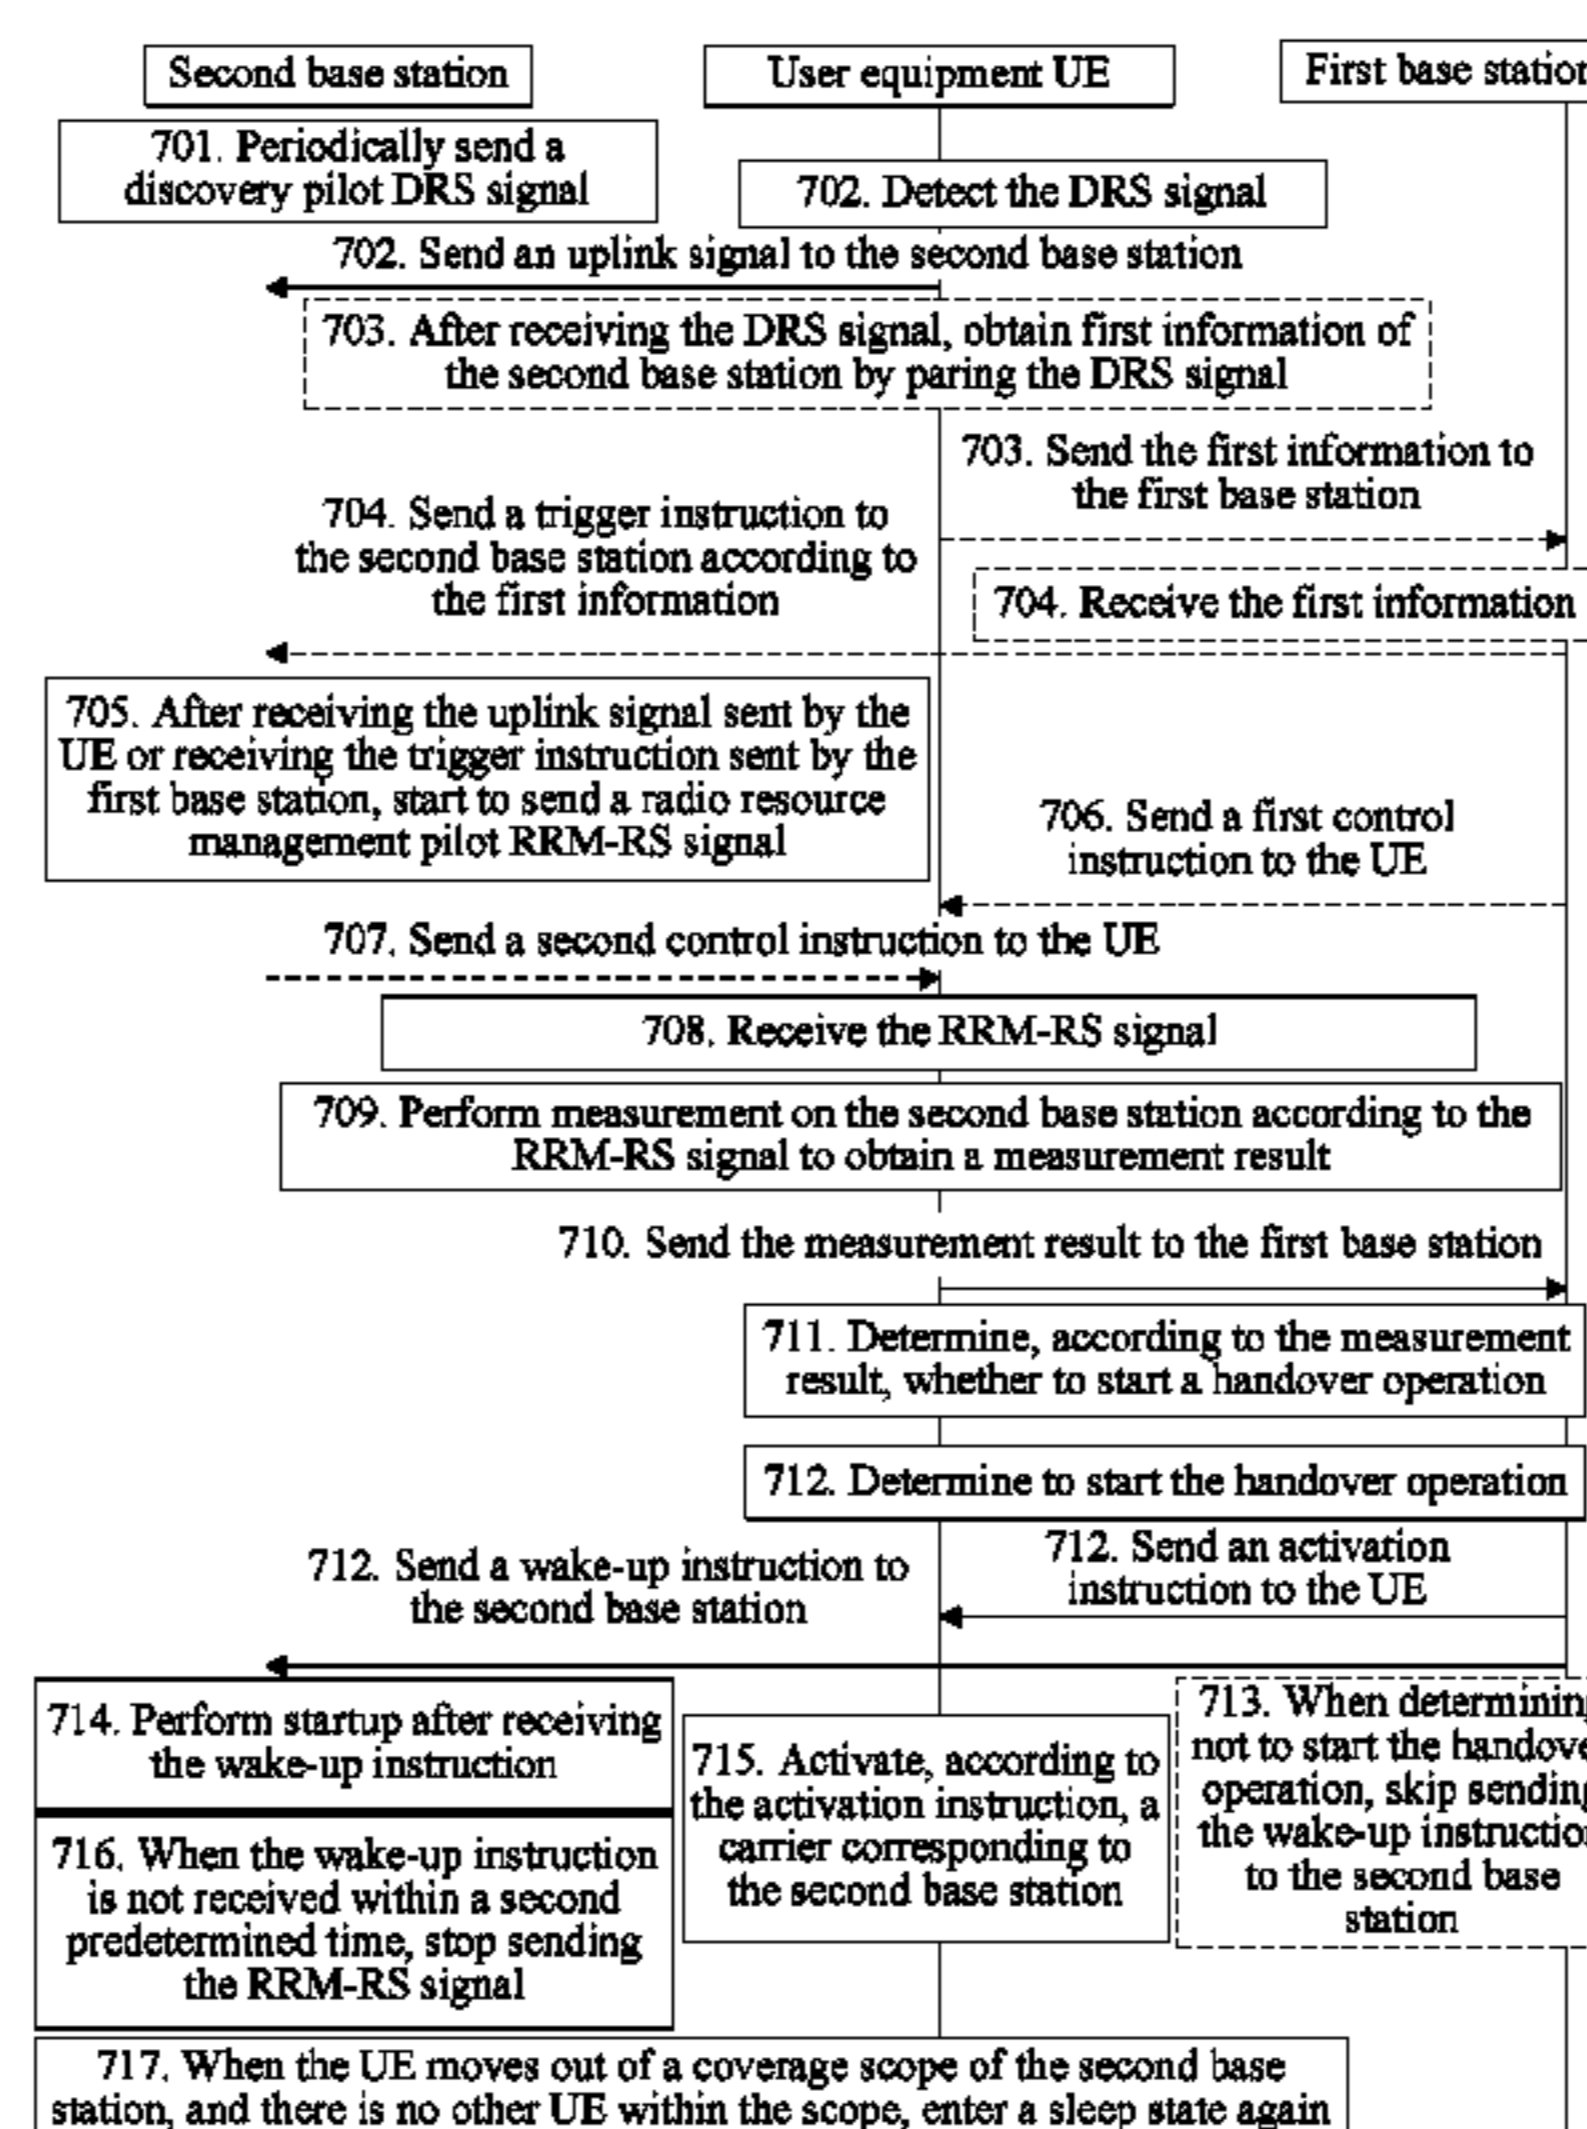 Second base station
User equipment UE
First base station
701. Periodically send a
discovery pilot DRS signal
702. Detect the DRS signal
702. Send an uplink signal to the second base station
703. After receiving the DRS signal, obtain first information of
the second base station by paring the DRS signal
703. Send the first information to
the first base station
704. Send a trigger instruction to
the second base station according to
the first information
704. Receive the first information
705. After receiving the uplink signal sent by the
UE or receiving the trigger instruction sent by the
first base station, start to send a radio resource
management pilot RRM-RS signal
706. Send a first control
instruction to the UE
707. Send a second control instruction to the UE
708. Receive the RRM-RS signal
709. Perform measurement on the second base station according to the
RRM-RS signal to obtain a measurement result
710. Send the measurement result to the first base station
711. Determine, according to the measurement
result, whether to start a handover operation
712. Determine to start the handover operation
712. Send an activation
instruction to the UE
712. Send a wake-up instruction to
the second base station
714. Perform startup after receiving
the wake-up instruction
715. Activate, according to
the activation instruction, a
carrier corresponding to
the second base station
713. When determining
not to start the handover
operation, skip sending
the wake-up instruction
to the second base
station
716. When the wake-up instruction
is not received within a second
predetermined time, stop sending
the RRM-RS signal
717. When the UE moves out of a coverage scope of the second base
station, and there is no other UE within the scope, enter a sleep state again